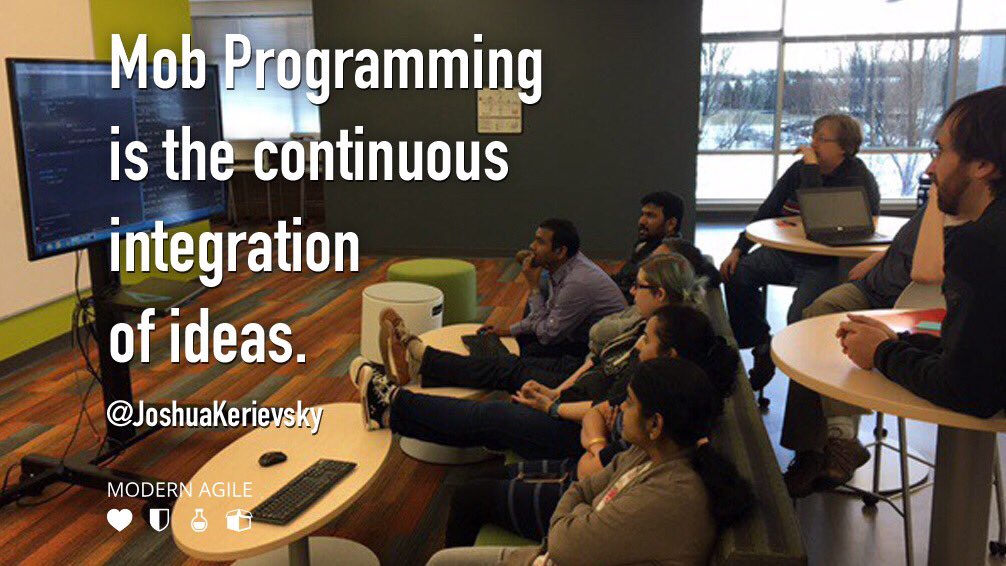 Mob Programming
is the continuous
integration
of ideas.
@JoshuaKerievsky
MODERN AGILE